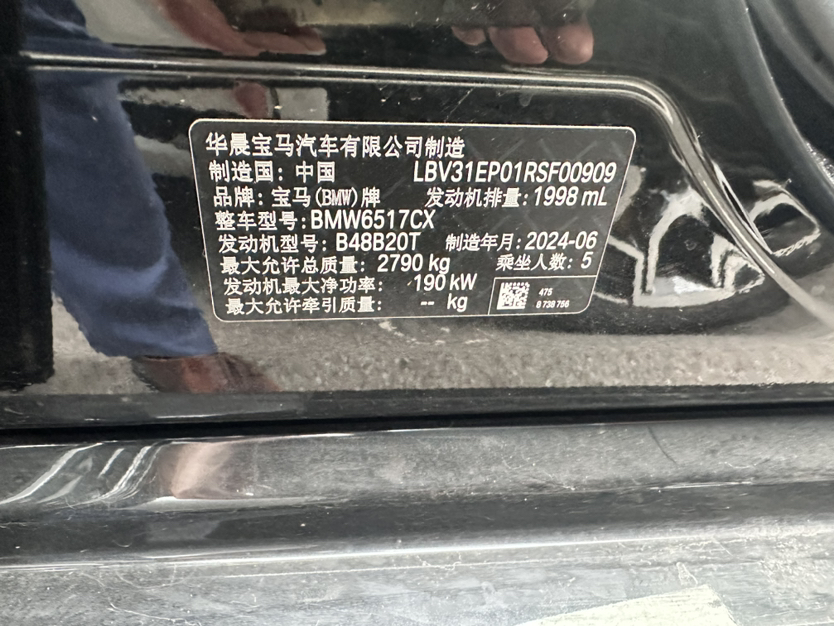 华晨宝马汽车有限公司制造
制造国: 中国 LBV31EP01RSF00909
品牌: 宝马(BMW)牌 发动机排量: 1998 mL
整车型号: BMW6517CX
发动机型号: B48B20T 制造年月: 2024-06
最大允许总质量: 2790 kg 乘坐人数: 5
发动机最大净功率: 190 kW
最大允许牵引质量: -- kg
475
8 738 756